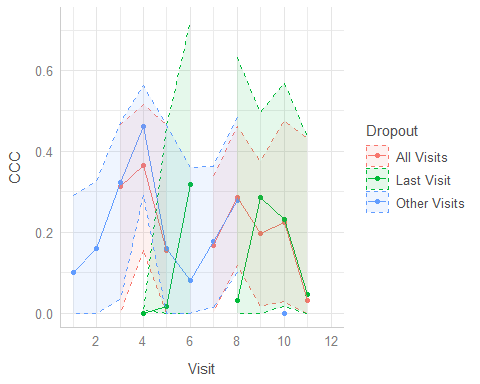 0.6
0.4
0.2
0.0
CCC
2 4 6 8 10 12
Visit
Dropout
All Visits
Last Visit
Other Visits